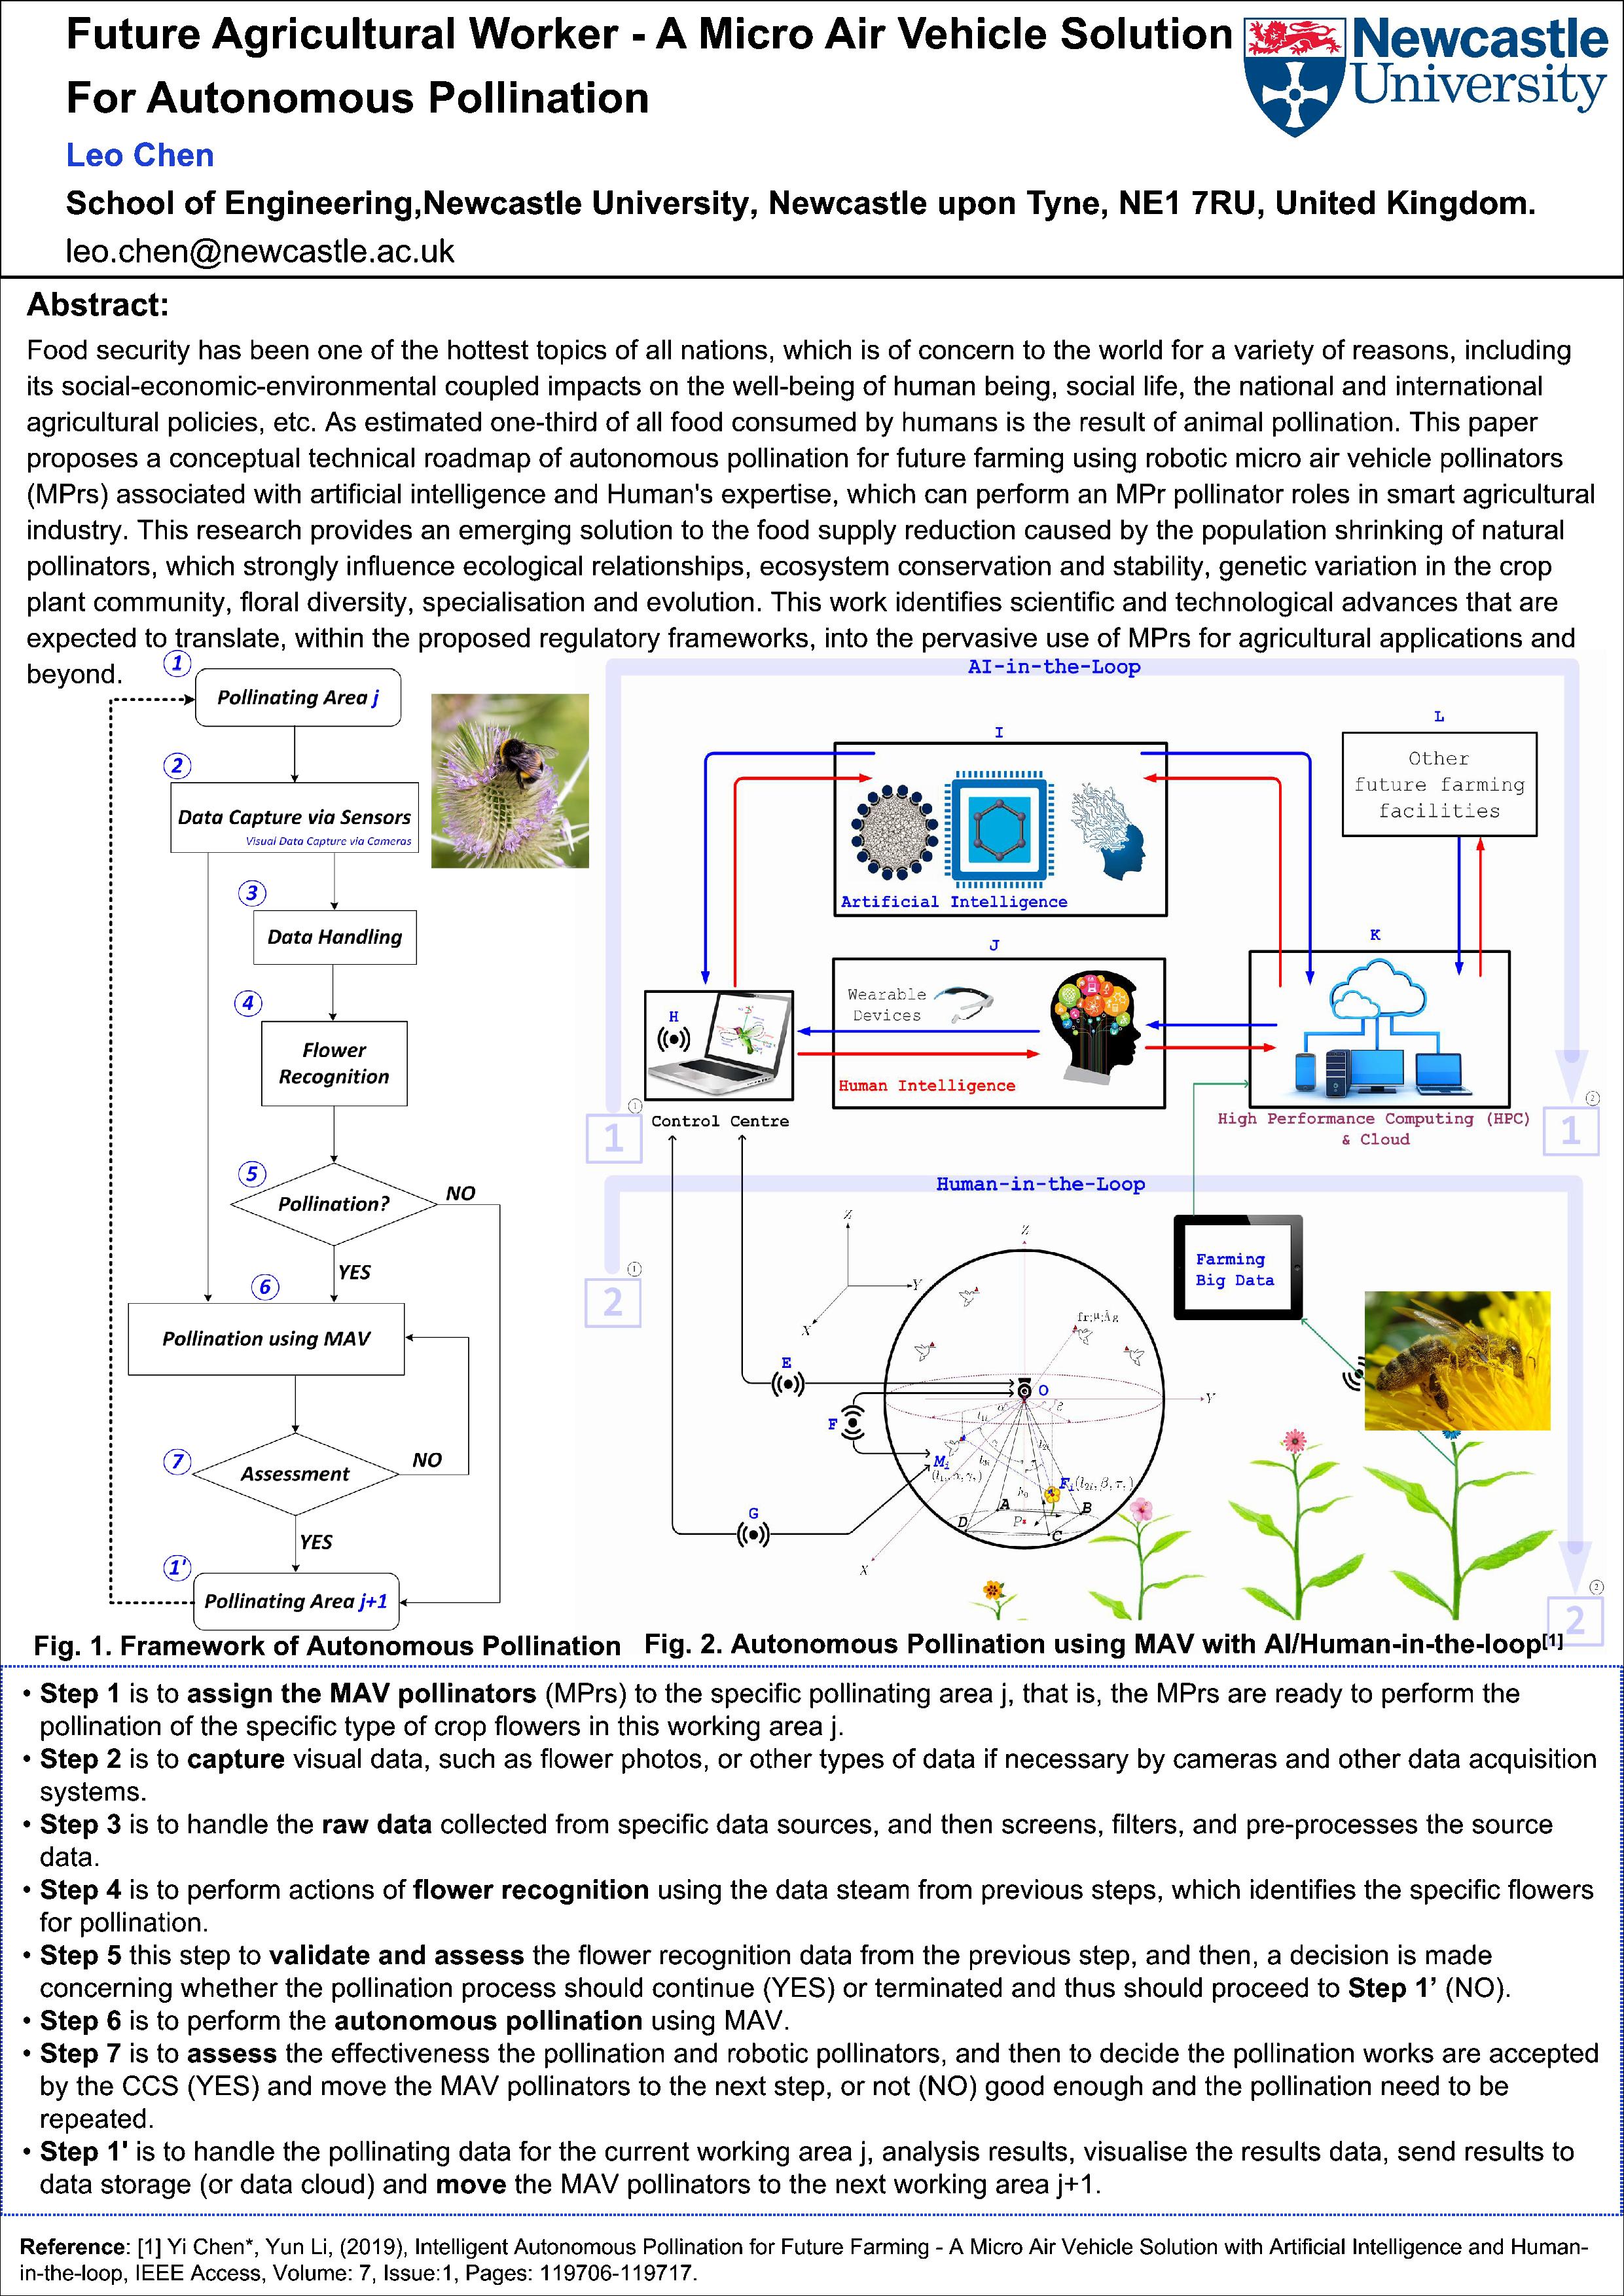 Future Agricultural Worker - A Micro Air Vehicle Solution
For Autonomous Pollination
Newcastle
University
Leo Chen
School of Engineering,Newcastle University, Newcastle upon Tyne, NE1 7RU, United Kingdom.
leo.chen@newcastle.ac.uk
Abstract:
Food security has been one of the hottest topics of all nations, which is of concern to the world for a variety of reasons, including
its social-economic-environmental coupled impacts on the well-being of human being, social life, the national and international
agricultural policies, etc. As estimated one-third of all food consumed by humans is the result of animal pollination. This paper
proposes a conceptual technical roadmap of autonomous pollination for future farming using robotic micro air vehicle pollinators
(MPrs) associated with artificial intelligence and Human's expertise, which can perform an MPr pollinator roles in smart agricultural
industry. This research provides an emerging solution to the food supply reduction caused by the population shrinking of natural
pollinators, which strongly influence ecological relationships, ecosystem conservation and stability, genetic variation in the crop
plant community, floral diversity, specialisation and evolution. This work identifies scientific and technological advances that are
expected to translate, within the proposed regulatory frameworks, into the pervasive use of MPrs for agricultural applications and
beyond.
1
Pollinating Area j
2
Data Capture via Sensors
Visual Data Capture via Cameras
3
Data Handling
4
Flower
Recognition
5
Pollination?
NO
YES
6
Pollination using MAV
7
Assessment
NO
YES
1'
Pollinating Area j+1
Fig. 1. Framework of Autonomous Pollination
AI-in-the-Loop
I
Artificial Intelligence
L
Other
future farming
facilities
J
Wearable
Devices
Human Intelligence
K
High Performance Computing (HPC)
& Cloud
H
Control Centre
1
1
1
2
Human-in-the-Loop
2
1
Farming
Big Data
Z
Y
X
Z
Y
X
E
F
G
O
A
B
C
D
P
2
2
Fig. 2. Autonomous Pollination using MAV with AI/Human-in-the-loop[1]
• Step 1 is to assign the MAV pollinators (MPrs) to the specific pollinating area j, that is, the MPrs are ready to perform the
pollination of the specific type of crop flowers in this working area j.
• Step 2 is to capture visual data, such as flower photos, or other types of data if necessary by cameras and other data acquisition
systems.
• Step 3 is to handle the raw data collected from specific data sources, and then screens, filters, and pre-processes the source
data.
• Step 4 is to perform actions of flower recognition using the data steam from previous steps, which identifies the specific flowers
for pollination.
• Step 5 this step to validate and assess the flower recognition data from the previous step, and then, a decision is made
concerning whether the pollination process should continue (YES) or terminated and thus should proceed to Step 1’ (NO).
• Step 6 is to perform the autonomous pollination using MAV.
• Step 7 is to assess the effectiveness the pollination and robotic pollinators, and then to decide the pollination works are accepted
by the CCS (YES) and move the MAV pollinators to the next step, or not (NO) good enough and the pollination need to be
repeated.
• Step 1' is to handle the pollinating data for the current working area j, analysis results, visualise the results data, send results to
data storage (or data cloud) and move the MAV pollinators to the next working area j+1.
Reference: [1] Yi Chen*, Yun Li, (2019), Intelligent Autonomous Pollination for Future Farming - A Micro Air Vehicle Solution with Artificial Intelligence and Human-
in-the-loop, IEEE Access, Volume: 7, Issue:1, Pages: 119706-119717.